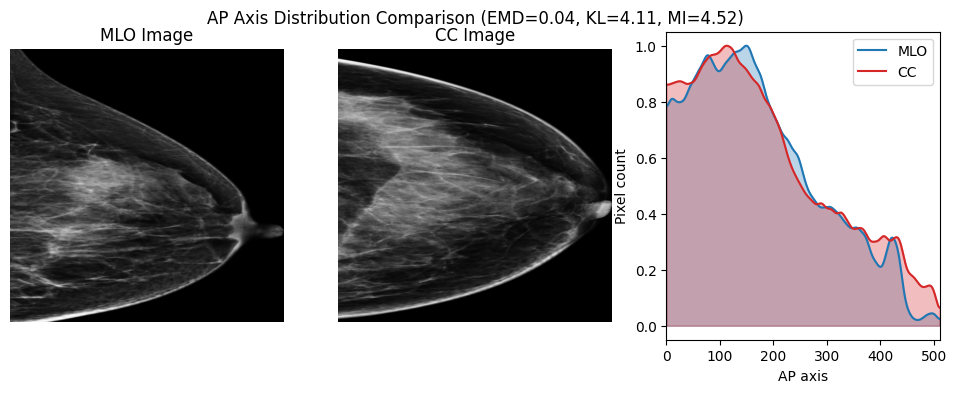 AP Axis Distribution Comparison (EMD=0.04, KL=4.11, MI=4.52)
MLO Image
CC Image
MLO
CC
Pixel count
1.0
0.8
0.6
0.4
0.2
0.0
0 100 200 300 400 500
AP axis